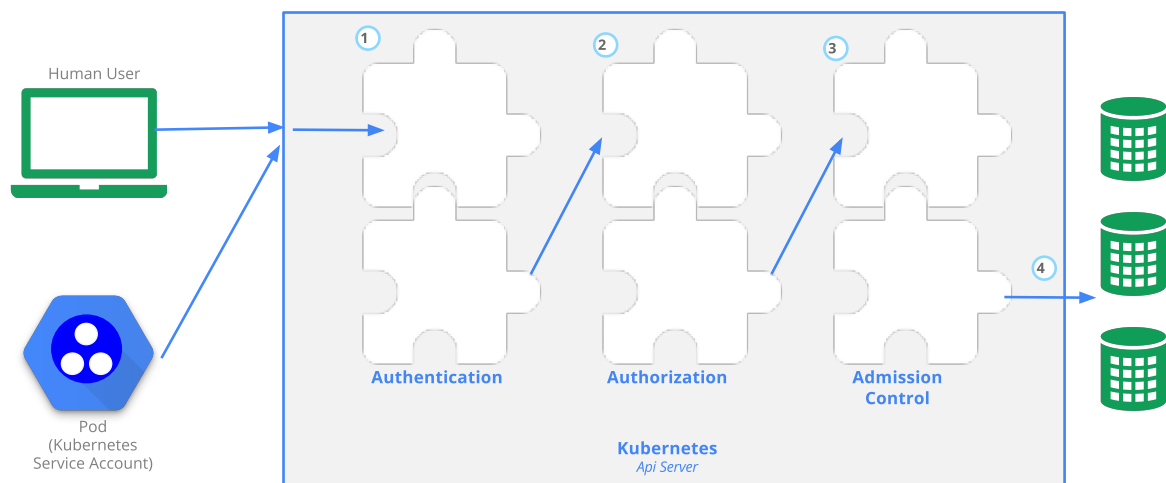 1
2
3
Human User
4
Authentication
Authorization
Admission
Control
Pod
(Kubernetes
Service Account)
Kubernetes
Api Server